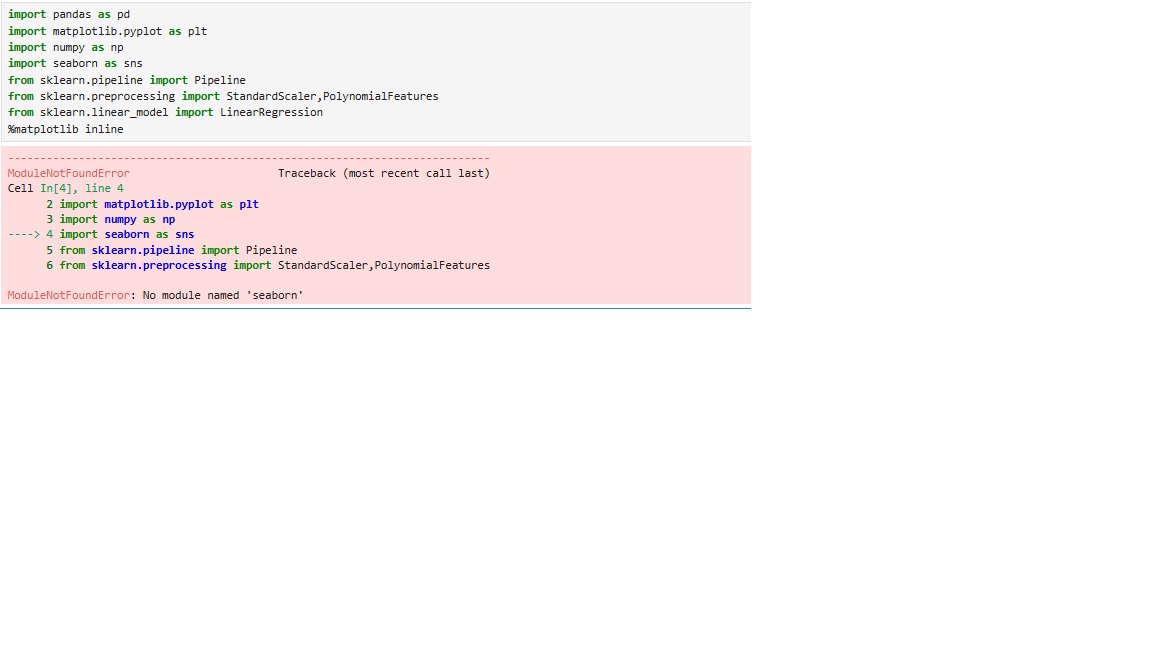 import pandas as pd
import matplotlib.pyplot as plt
import numpy as np
import seaborn as sns
from sklearn.pipeline import Pipeline
from sklearn.preprocessing import StandardScaler,PolynomialFeatures
from sklearn.linear_model import LinearRegression
%matplotlib inline
---------------------------------------------------------------------------
ModuleNotFoundError                       Traceback (most recent call last)
Cell In[4], line 4
      2 import matplotlib.pyplot as plt
      3 import numpy as np
----> 4 import seaborn as sns
      5 from sklearn.pipeline import Pipeline
      6 from sklearn.preprocessing import StandardScaler,PolynomialFeatures
ModuleNotFoundError: No module named 'seaborn'